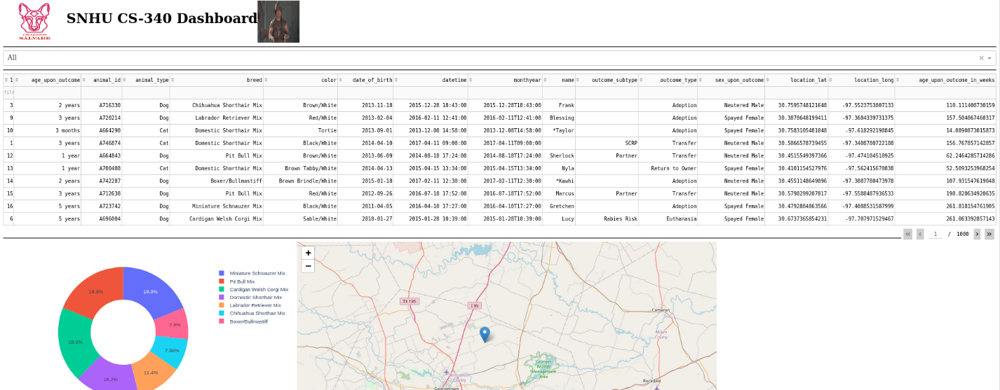 GRAZIOSO
SALVARE
SNHU CS-340 Dashboard
All
1 age_upon_outcome animal_id animal_type breed color date_of_birth datetime monthyear name outcome_subtype outcome_type sex_upon_outcome location_lat location_long age_upon_outcome_in_weeks
3 2 years A716330 Dog Chihuahua Shorthair Mix Brown/White 2013-11-18 2015-12-28 18:43:00 2015-12-28T18:43:00 Frank Adoption Neutered Male 30.7595748121648 -97.5523753807133 110.111408730159
9 3 years A720214 Dog Labrador Retriever Mix Red/White 2013-02-04 2016-02-11 12:41:00 2016-02-11T12:41:00 Blessing Adoption Spayed Female 30.3870648199411 -97.3684339731375 157.504067460317
10 3 months A664290 Cat Domestic Shorthair Mix Tortie 2013-09-01 2013-12-08 14:58:00 2013-12-08T14:58:00 *Taylor Adoption Spayed Female 30.7583105481048 -97.618292198845 14.0890873015873
1 3 years A746874 Cat Domestic Shorthair Mix Black/White 2014-04-10 2017-04-11 09:00:00 2017-04-11T09:00:00 SCRP Transfer Neutered Male 30.5066578739455 -97.3408780722188 156.767857142857
12 1 year A664843 Dog Pit Bull Mix Brown/White 2013-06-09 2014-08-18 17:24:00 2014-08-18T17:24:00 Sherlock Partner Transfer Neutered Male 30.4515549397366 -97.474104510925 62.2464285714286
13 1 year A700408 Cat Domestic Shorthair Mix Brown Tabby/White 2014-04-13 2015-04-15 13:34:00 2015-04-15T13:34:00 Nyla Return to Owner Spayed Female 30.4101154527976 -97.562415670838 52.5093253968254
14 2 years A742287 Dog Boxer/Bullmastiff Brown Brindle/White 2015-01-18 2017-02-11 12:30:00 2017-02-11T12:30:00 *Kawhi Adoption Neutered Male 30.4551148649096 -97.3087780473978 107.931547619048
15 3 years A712638 Dog Pit Bull Mix Red/White 2012-09-26 2016-07-18 17:52:00 2016-07-18T17:52:00 Marcus Partner Transfer Neutered Male 30.5798299207017 -97.5588487936533 198.820634920635
16 5 years A723742 Dog Miniature Schnauzer Mix Black/White 2011-04-05 2016-04-10 17:27:00 2016-04-10T17:27:00 Gretchen Adoption Spayed Female 30.4792884863566 -97.4088531587999 261.818154761905
6 5 years A696004 Dog Cardigan Welsh Corgi Mix Sable/White 2010-01-27 2015-01-28 10:39:00 2015-01-28T10:39:00 Lucy Rabies Risk Euthanasia Spayed Female 30.6737365854231 -97.707971529467 261.063392857143
1 / 1000
18.9%
18.9%
7.8%
18.9%
7.96%
11.4%
16.2%
Miniature Schnauzer Mix
Pit Bull Mix
Cardigan Welsh Corgi Mix
Domestic Shorthair Mix
Labrador Retriever Mix
Chihuahua Shorthair Mix
Boxer/Bullmastiff
+
−
TX 195
I 35
Cameron
Milam
County
Granger
Wildlife
Management
Area
Williamson
County
Georgetown
Rockdale